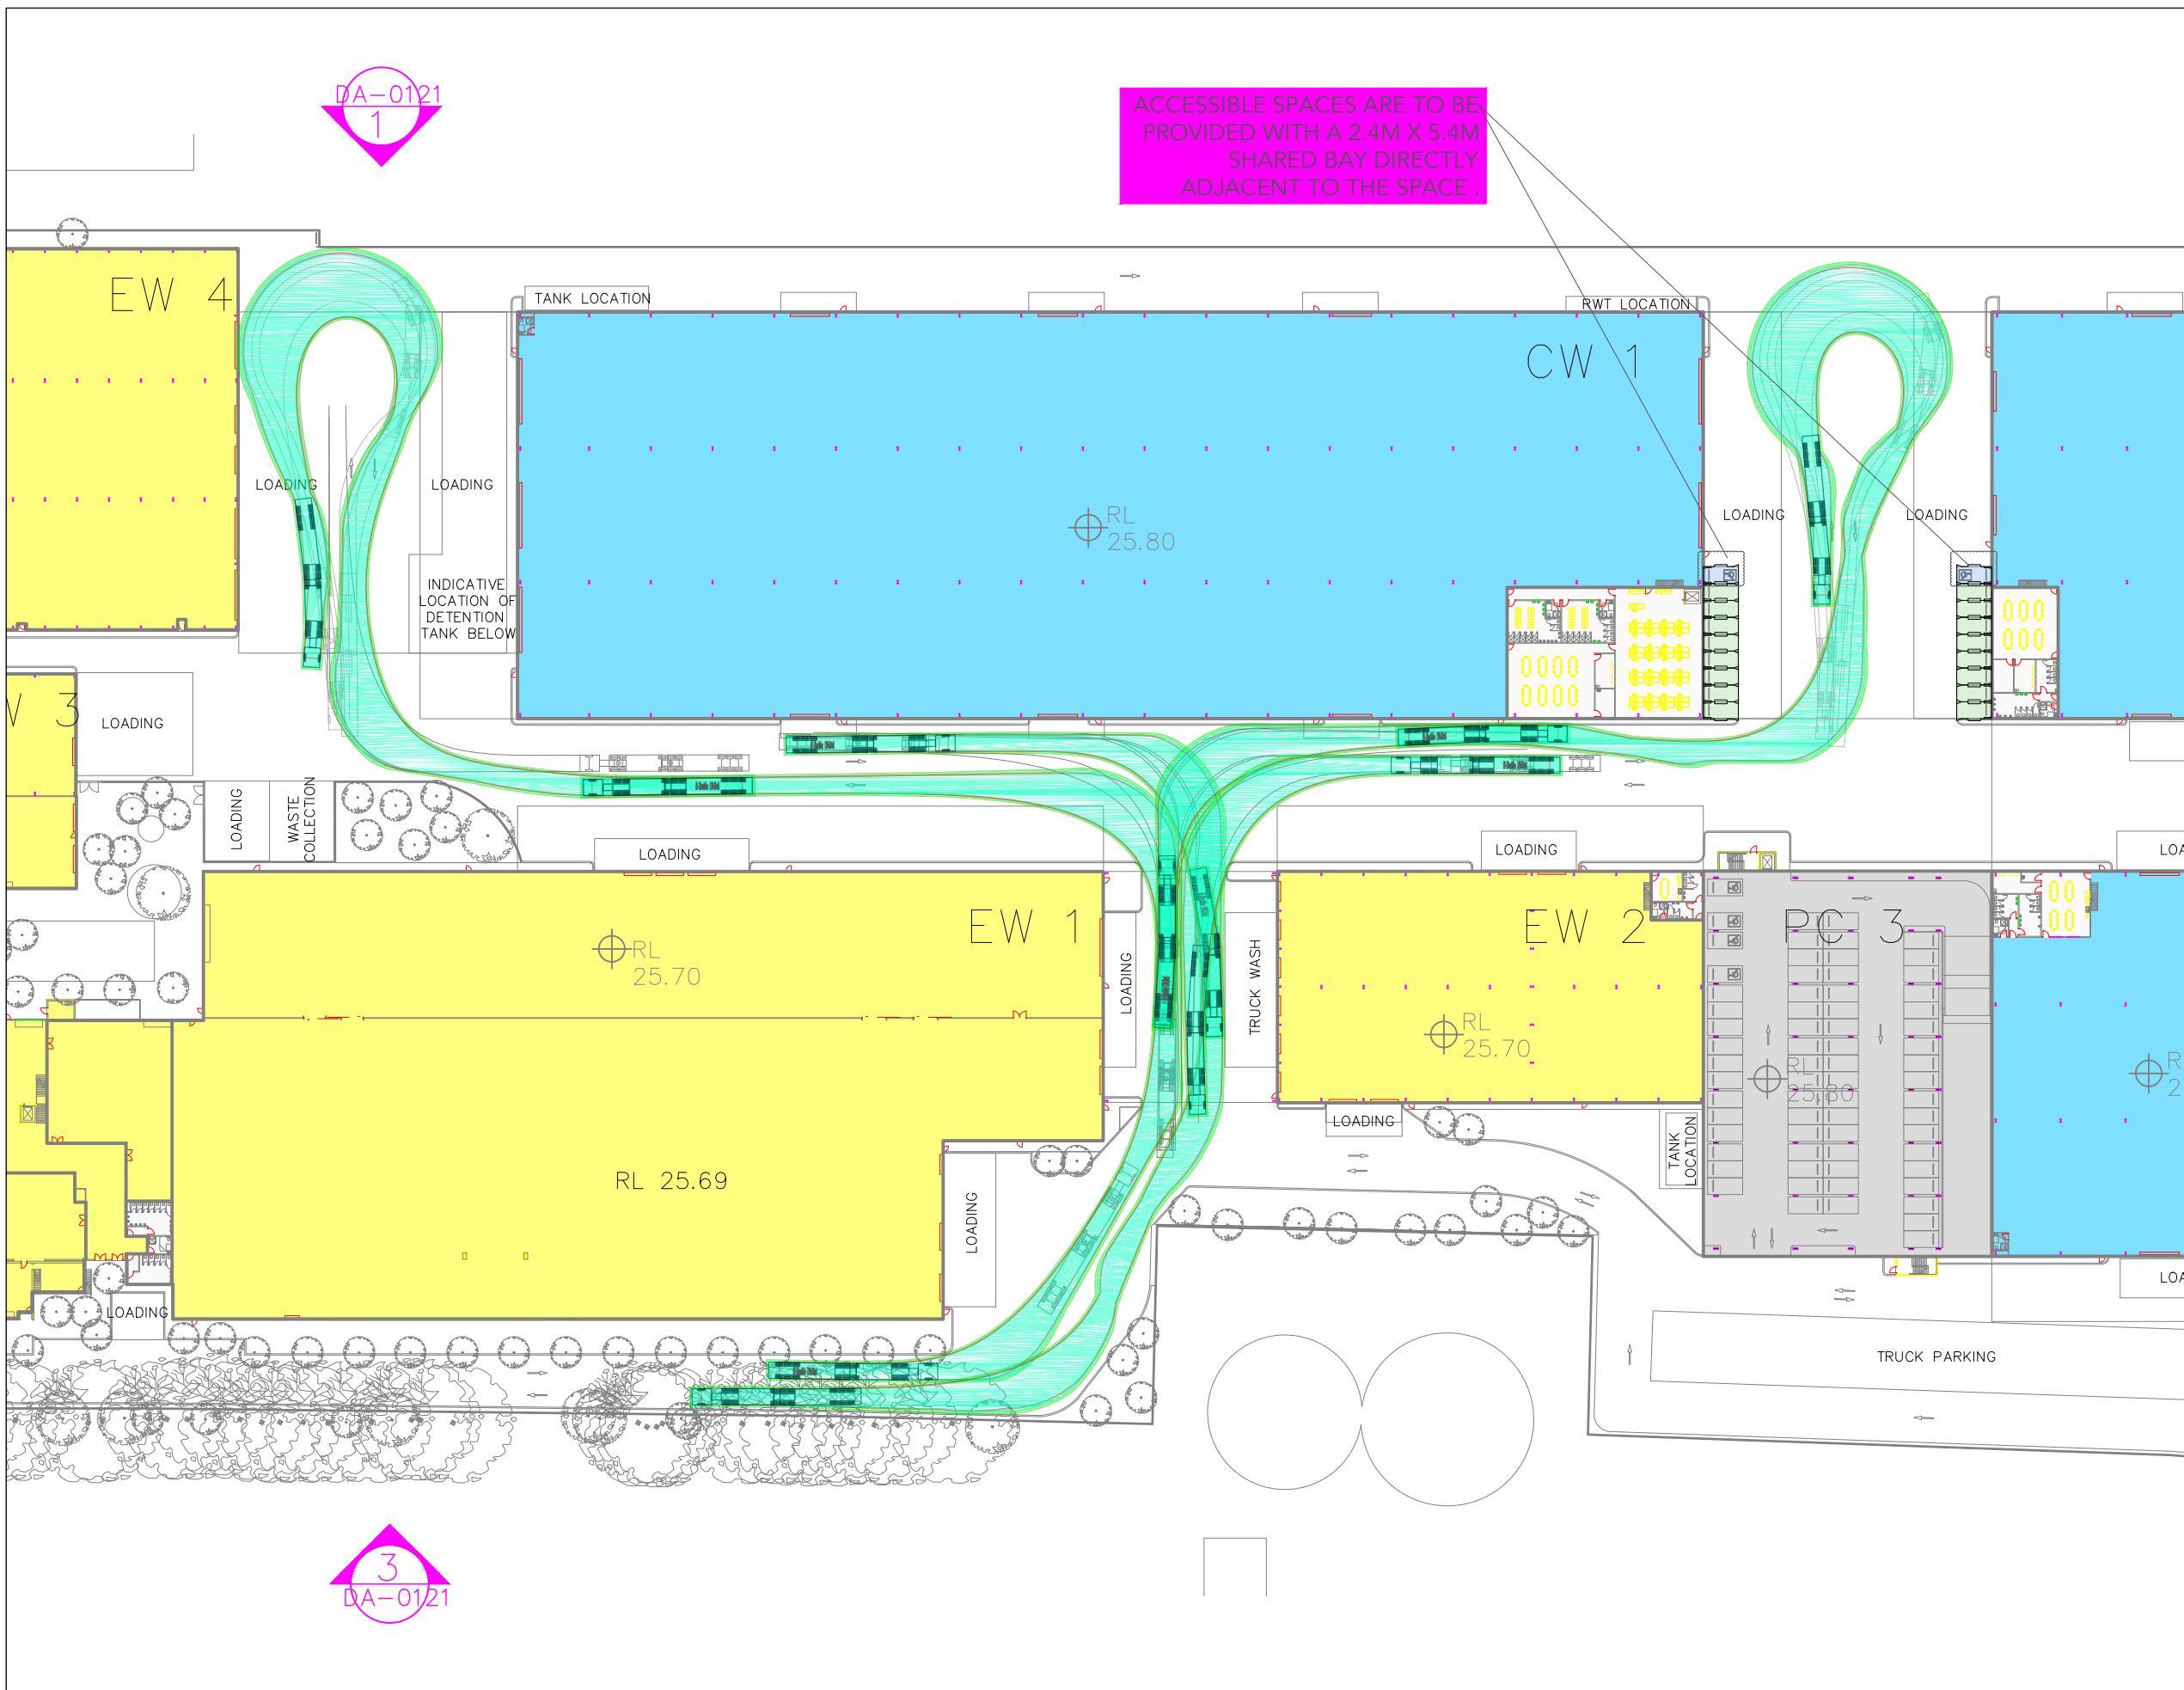 DA-0121
1
ACCESSIBLE SPACES ARE TO BE
PROVIDED WITH A 2.4M X 5.4M
SHARED BAY DIRECTLY
ADJACENT TO THE SPACE .
EW 4
TANK LOCATION
RWT LOCATION
CW 1
LOADING
LOADING
LOADING
LOADING
RL
25.80
INDICATIVE
LOCATION OF
DETENTION
TANK BELOW
3
LOADING
LOADING
WASTE
COLLECTION
LOADING
LOADING
EW 1
EW 2
PC 3
RL
25.70
LOADING
TRUCK WASH
RL
25.70
RL
25.80
LOADING
TANK
LOCATION
RL 25.69
LOADING
LOADING
TRUCK PARKING
3
DA-0121